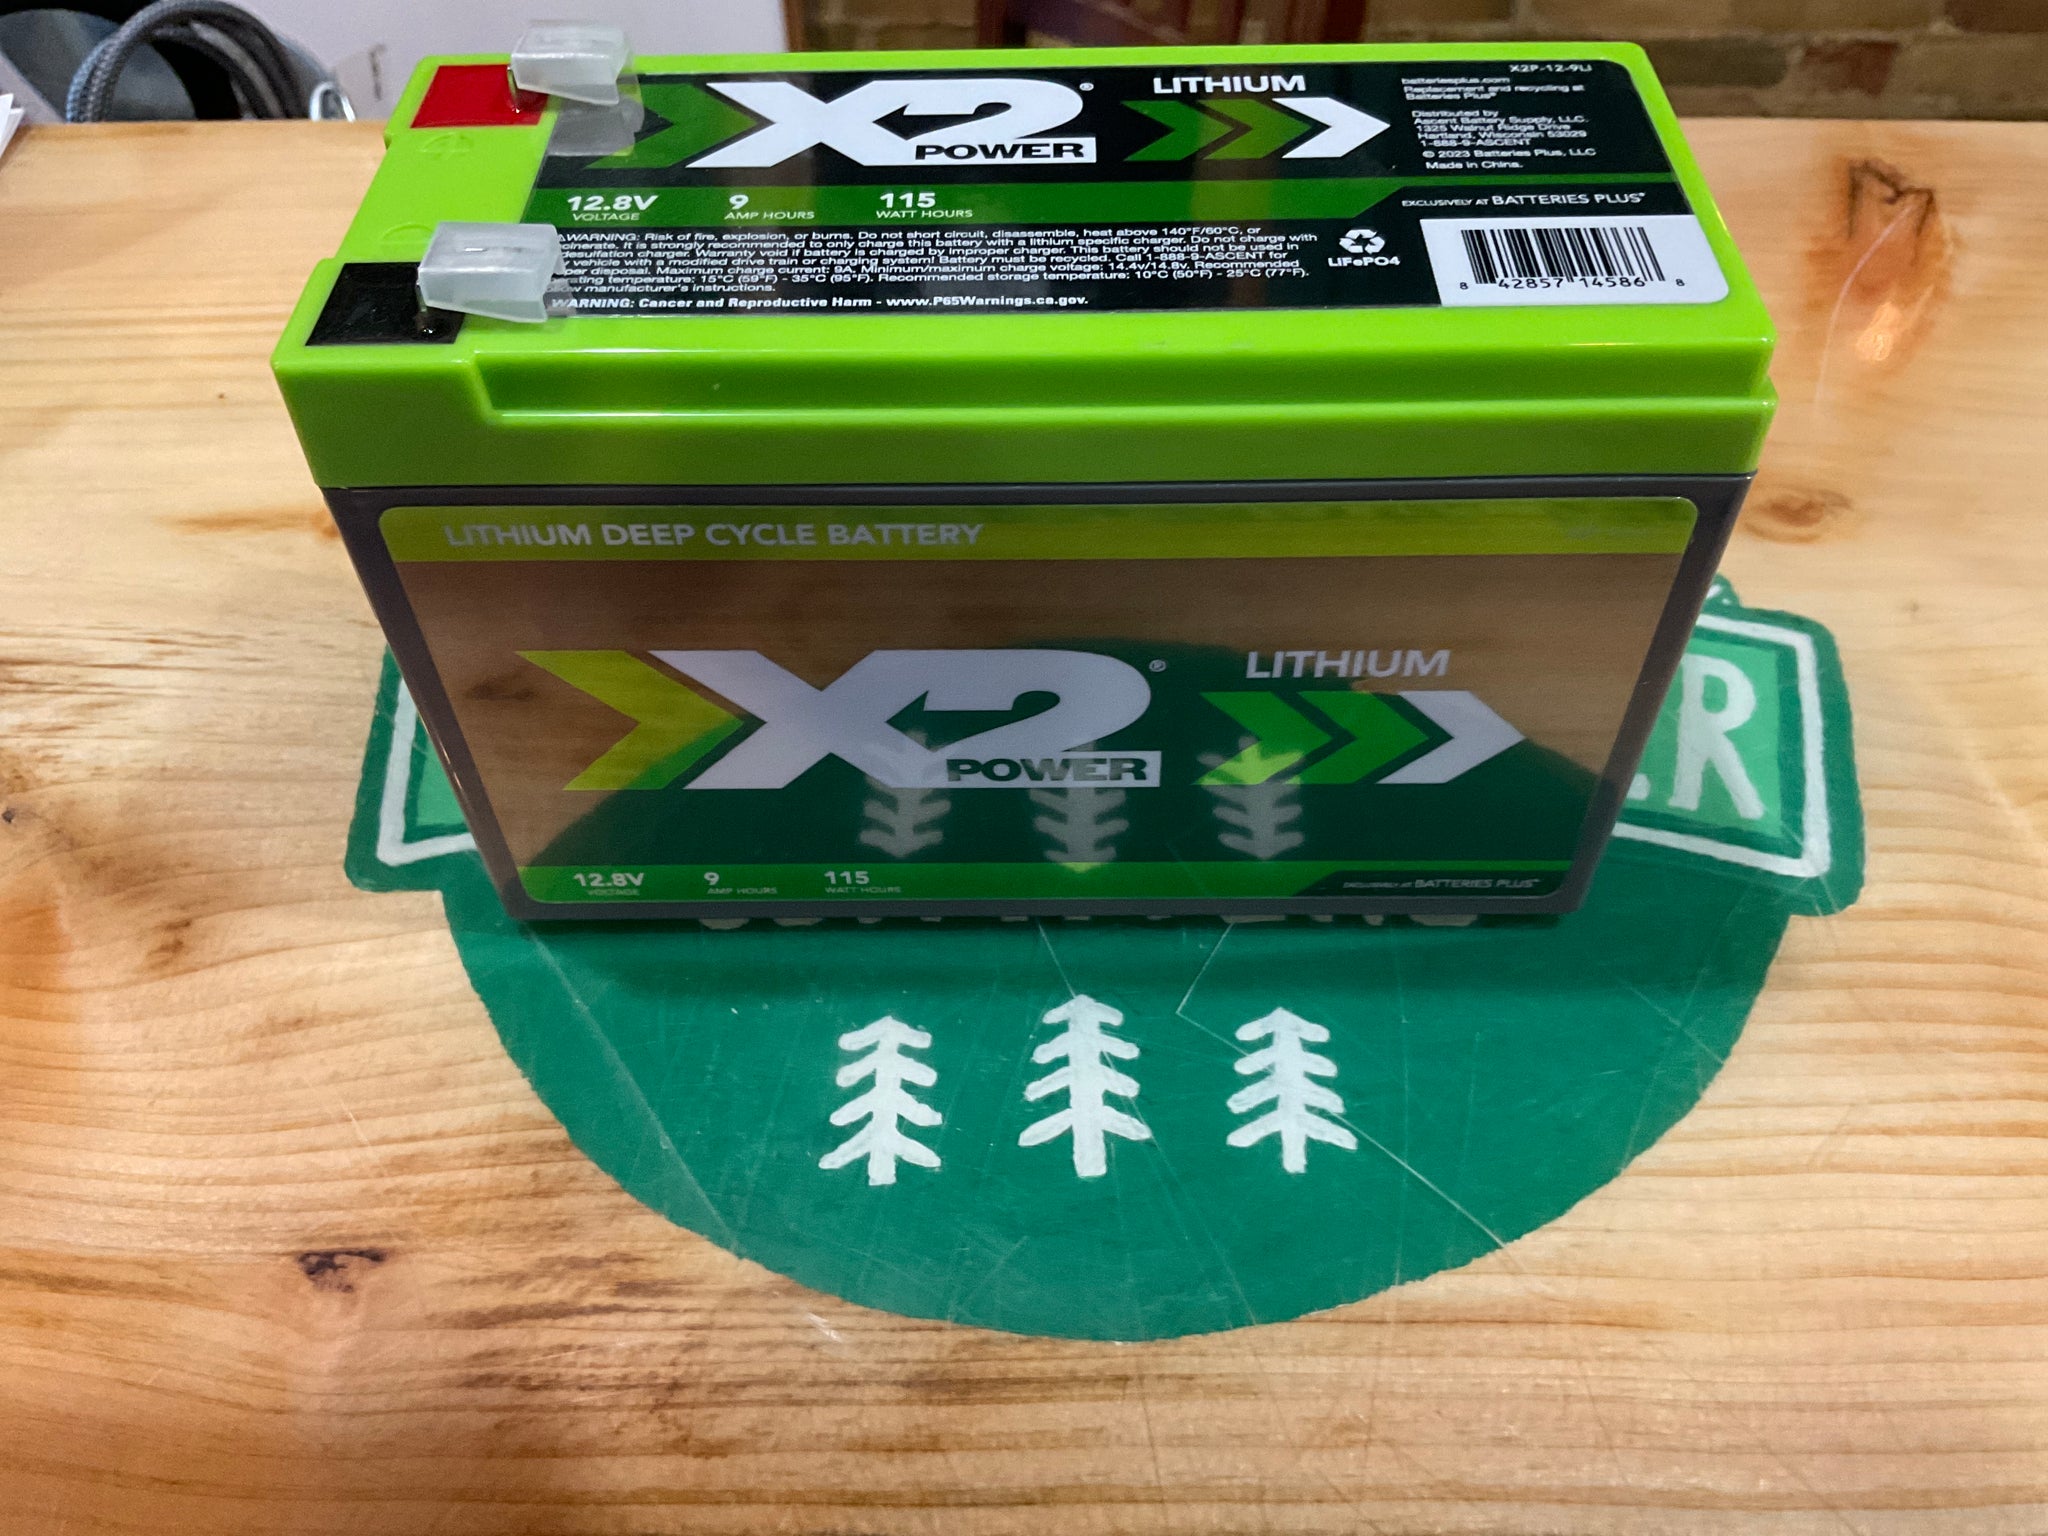 X2P-12-9LI
X2®
POWER
LITHIUM
batteriesplus.com
Replacement and recycling at
Batteries Plus®
Distributed by
Ascent Battery Supply, LLC.
1325 Walnut Ridge Drive
Hartland, Wisconsin 53029
1-888-9-ASCENT
© 2023 Batteries Plus, LLC
Made in China.
12.8V
VOLTAGE
9
AMP HOURS
115
WATT HOURS
EXCLUSIVELY AT BATTERIES PLUS®
WARNING: Risk of fire, explosion, or burns. Do not short circuit, disassemble, heat above 140°F/60°C, or
It is strongly recommended to only charge this battery with a lithium specific charger. Do not charge with
desulfation charger. Warranty void if battery is charged by improper charger. This battery should not be used in
vehicle with a modified drive train or charging system! Battery must be recycled. Call 1-888-9-ASCENT for
disposal. Maximum charge current: 9A. Minimum/maximum charge voltage: 14.4v/14.8v. Recommended
temperature: 15°C (59°F) - 35°C (95°F). Recommended storage temperature: 10°C (50°F) - 25°C (77°F).
manufacturer's instructions.
WARNING: Cancer and Reproductive Harm - www.P65Warnings.ca.gov.
LiFePO4
8 42857 14586 8
LITHIUM DEEP CYCLE BATTERY
X2®
POWER
LITHIUM
12.8V
VOLTAGE
9
AMP HOURS
115
WATT HOURS
EXCLUSIVELY AT BATTERIES PLUS®